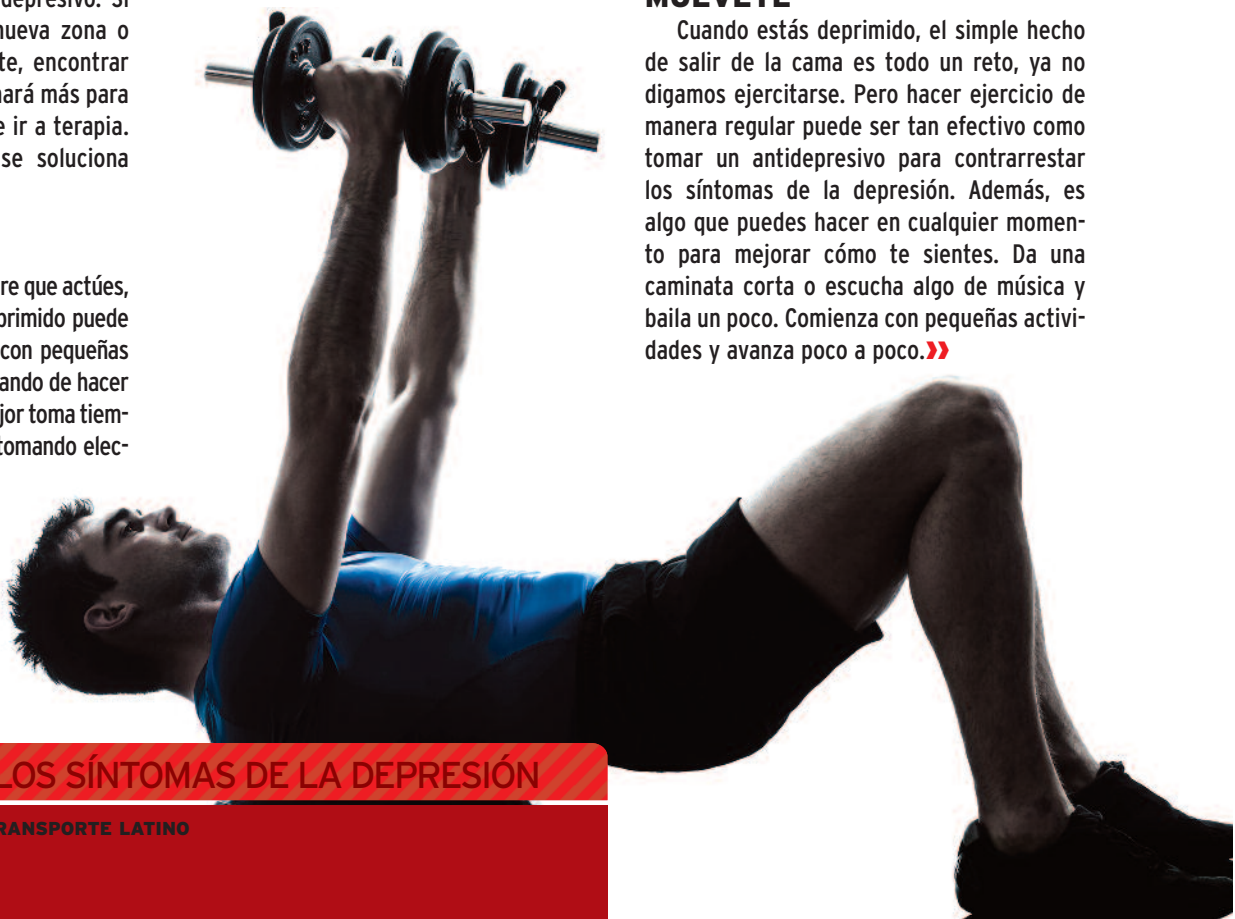 depresivo. Si
nueva zona o
te, encontrar
ará más para
e ir a terapia.
se soluciona
re que actúes,
primido puede
con pequeñas
ando de hacer
jor toma tiem-
tomando elec-
MUÉVETE
Cuando estás deprimido, el simple hecho
de salir de la cama es todo un reto, ya no
digamos ejercitarse. Pero hacer ejercicio de
manera regular puede ser tan efectivo como
tomar un antidepresivo para contrarrestar
los síntomas de la depresión. Además, es
algo que puedes hacer en cualquier momen-
to para mejorar cómo te sientes. Da una
caminata corta o escucha algo de música y
baila un poco. Comienza con pequeñas activi-
dades y avanza poco a poco.»
LOS SÍNTOMAS DE LA DEPRESIÓN
RANSPORTE LATINO